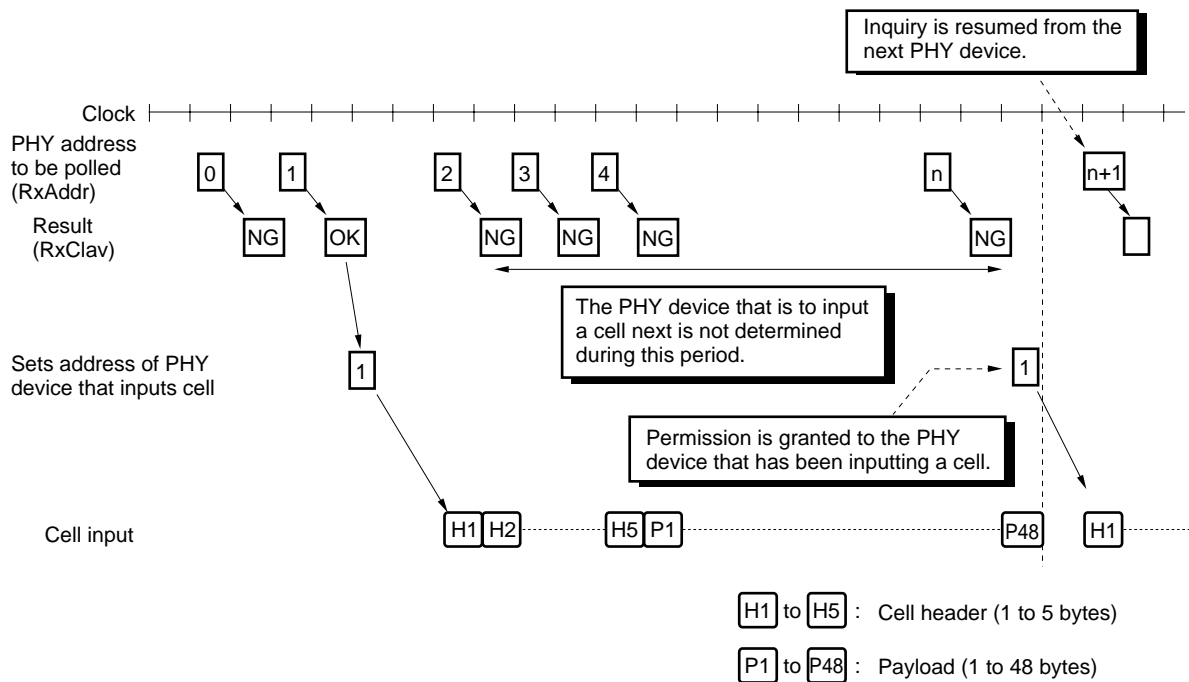 Inquiry is resumed from the
next PHY device.
Clock
PHY address
to be polled
(RxAddr)
0 1 2 3 4 n n+1
Result
(RxClav)
NG OK NG NG NG NG
The PHY device that is to input
a cell next is not determined
during this period.
Sets address of PHY
device that inputs cell
1 1
Permission is granted to the PHY
device that has been inputting a cell.
Cell input
H1 H2 H5 P1 P48 H1
H1 to H5 : Cell header (1 to 5 bytes)
P1 to P48 : Payload (1 to 48 bytes)